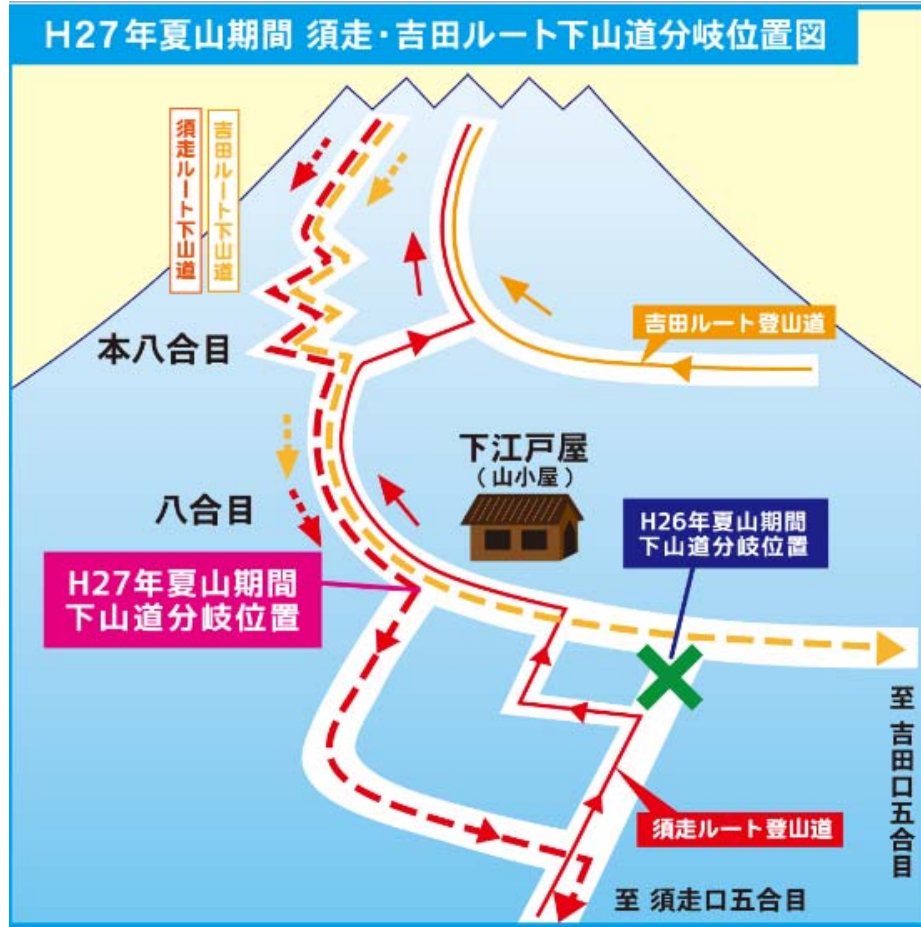 H27年夏山期間 須走・吉田ルート下山道分岐位置図
須走ルート下山道
吉田ルート下山道
吉田ルート登山道
本八合目
下江戸屋
（山小屋）
八合目
H26年夏山期間
下山道分岐位置
H27年夏山期間
下山道分岐位置
至 吉田口五合目
須走ルート登山道
至 須走口五合目